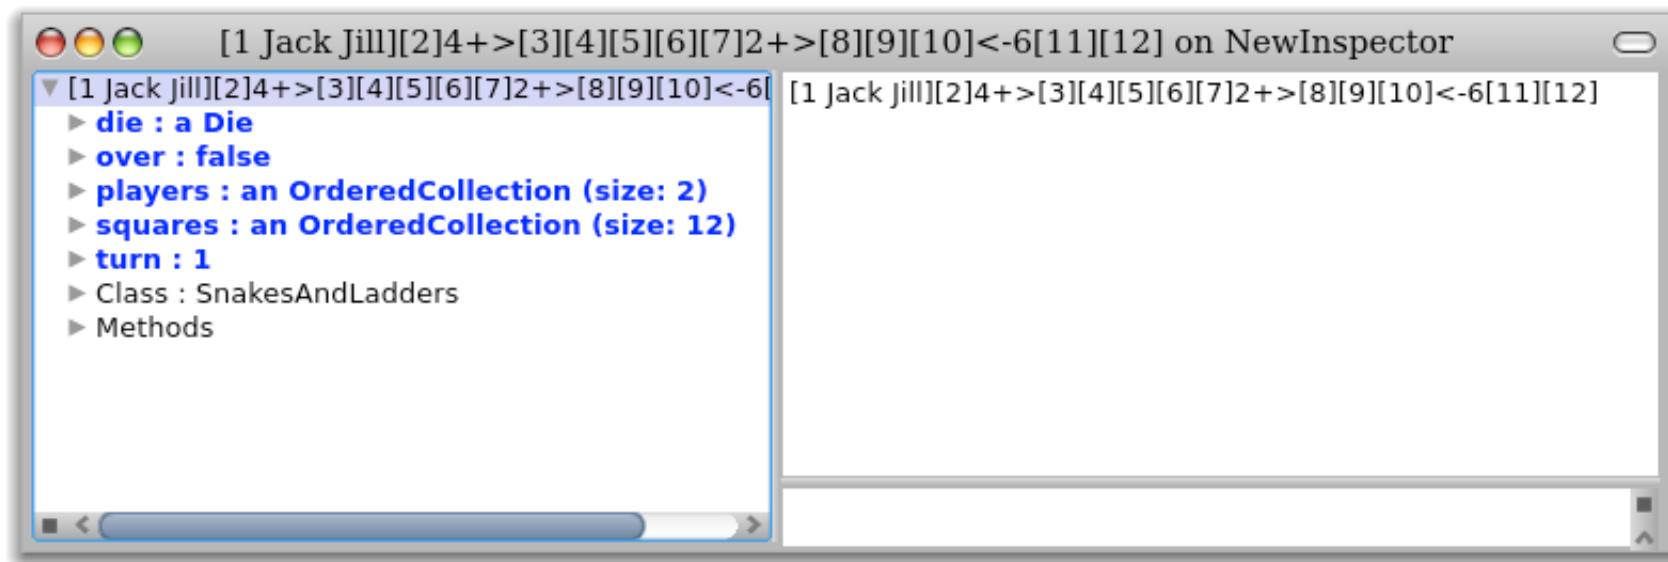 [1 Jack Jill][2]4+>[3][4][5][6][7]2+>[8][9][10]<-6[11][12] on NewInspector
[1 Jack Jill][2]4+>[3][4][5][6][7]2+>[8][9][10]<-6[
die : a Die
over : false
players : an OrderedCollection (size: 2)
squares : an OrderedCollection (size: 12)
turn : 1
Class : SnakesAndLadders
Methods
[1 Jack Jill][2]4+>[3][4][5][6][7]2+>[8][9][10]<-6[11][12]